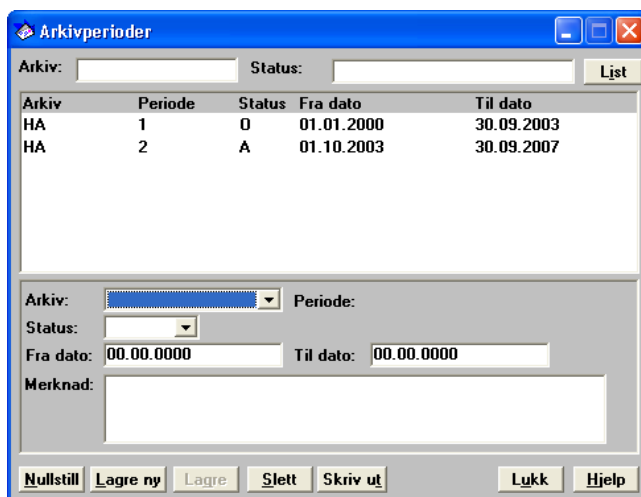 Arkivperioder
Arkiv: Status: List
Arkiv Periode Status Fra dato Til dato
HA 1 O 01.01.2000 30.09.2003
HA 2 A 01.10.2003 30.09.2007
Arkiv: Periode:
Status:
Fra dato: 00.00.0000 Til dato: 00.00.0000
Merknad:
Nullstill Lagre ny Lagre Slett Skriv ut Lukk Hjelp